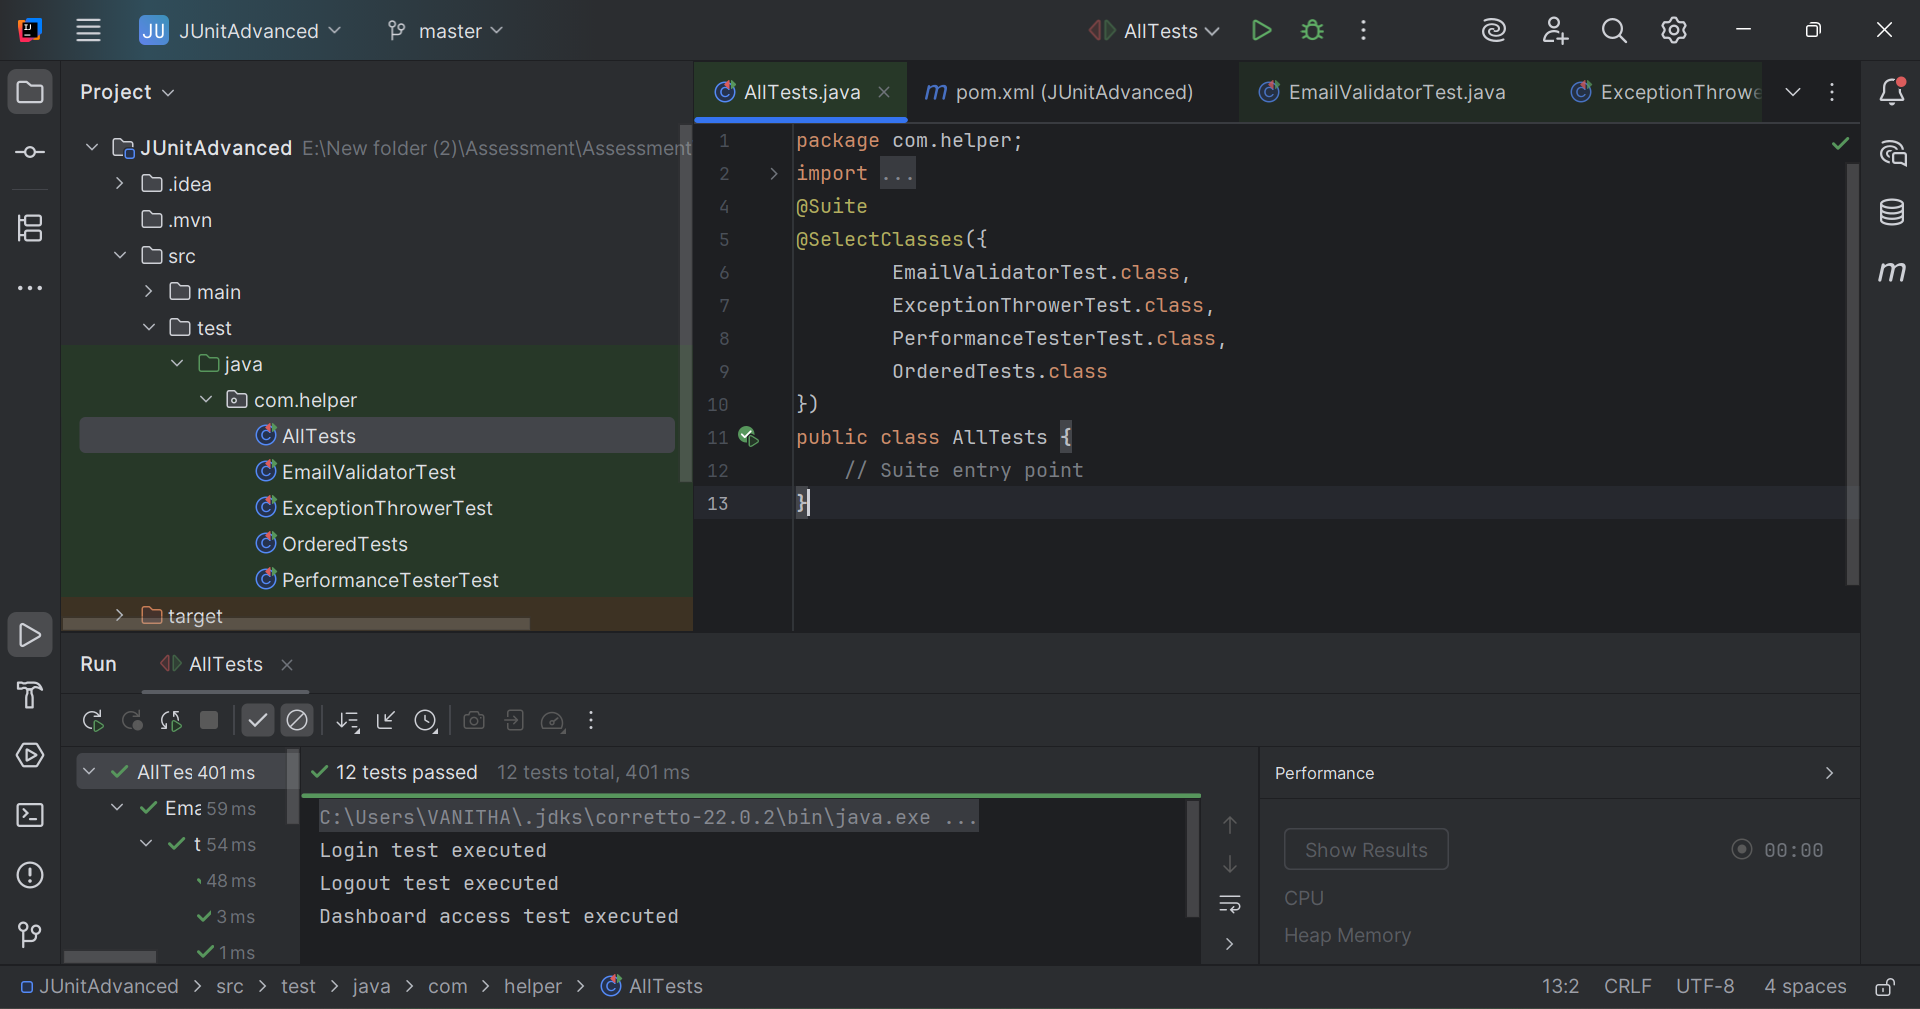 JU JUnitAdvanced master AllTests
Project
AllTests.java pom.xml (JUnitAdvanced) EmailValidatorTest.java ExceptionThrowe
JUnitAdvanced E:\New folder (2)\Assessment\Assessment
.idea
.mvn
src
main
test
java
com.helper
AllTests
EmailValidatorTest
ExceptionThrowerTest
OrderedTests
PerformanceTesterTest
target
1 package com.helper;
2 import ...
4 @Suite
5 @SelectClasses({
6 EmailValidatorTest.class,
7 ExceptionThrowerTest.class,
8 PerformanceTesterTest.class,
9 OrderedTests.class
10 })
11 public class AllTests {
12 // Suite entry point
13 }
Run AllTests
AllTes 401 ms
Ema 59 ms
t 54 ms
48 ms
3 ms
1 ms
12 tests passed 12 tests total, 401 ms
C:\Users\VANITHA\.jdks\corretto-22.0.2\bin\java.exe ...
Login test executed
Logout test executed
Dashboard access test executed
Performance
Show Results 00:00
CPU
Heap Memory
JUnitAdvanced > src > test > java > com > helper > AllTests 13:2 CRLF UTF-8 4 spaces